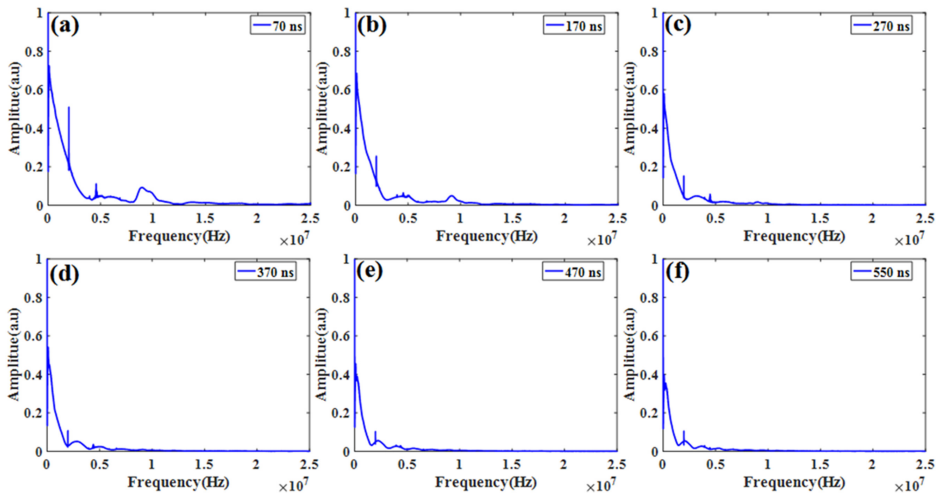 (a) 70 ns
1
0.8
0.6
0.4
0.2
0
Amplitue(a.u)
0 0.5 1 1.5 2 2.5
Frequency(Hz) ×10⁷
(b) 170 ns
1
0.8
0.6
0.4
0.2
0
Amplitue(a.u)
0 0.5 1 1.5 2 2.5
Frequency(Hz) ×10⁷
(c) 270 ns
1
0.8
0.6
0.4
0.2
0
Amplitue(a.u)
0 0.5 1 1.5 2 2.5
Frequency(Hz) ×10⁷
(d) 370 ns
1
0.8
0.6
0.4
0.2
0
Amplitue(a.u)
0 0.5 1 1.5 2 2.5
Frequency(Hz) ×10⁷
(e) 470 ns
1
0.8
0.6
0.4
0.2
0
Amplitue(a.u)
0 0.5 1 1.5 2 2.5
Frequency(Hz) ×10⁷
(f) 550 ns
1
0.8
0.6
0.4
0.2
0
Amplitue(a.u)
0 0.5 1 1.5 2 2.5
Frequency(Hz) ×10⁷